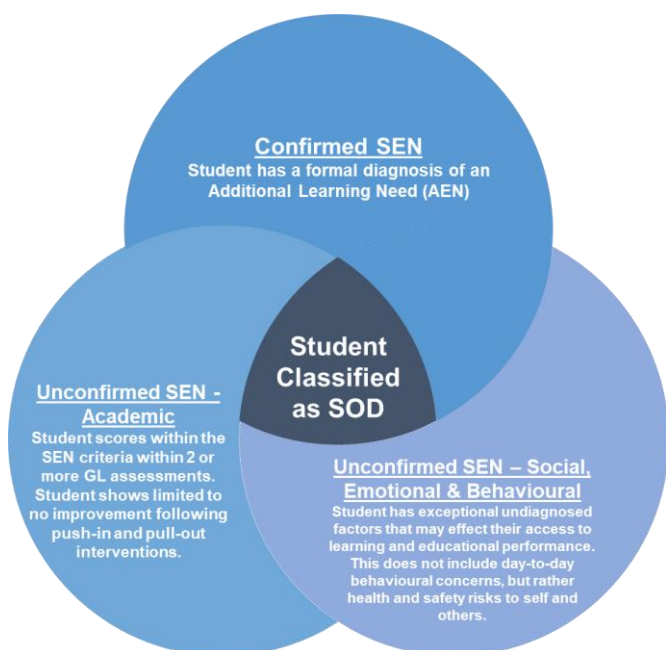 Confirmed SEN
Student has a formal diagnosis of an
Additional Learning Need (AEN)
Student
Classified
as SOD
Unconfirmed SEN -
Academic
Student scores within the
SEN criteria within 2 or
more GL assessments.
Student shows limited to
no improvement following
push-in and pull-out
interventions.
Unconfirmed SEN – Social,
Emotional & Behavioural
Student has exceptional undiagnosed
factors that may effect their access to
learning and educational performance.
This does not include day-to-day
behavioural concerns, but rather
health and safety risks to self and
others.